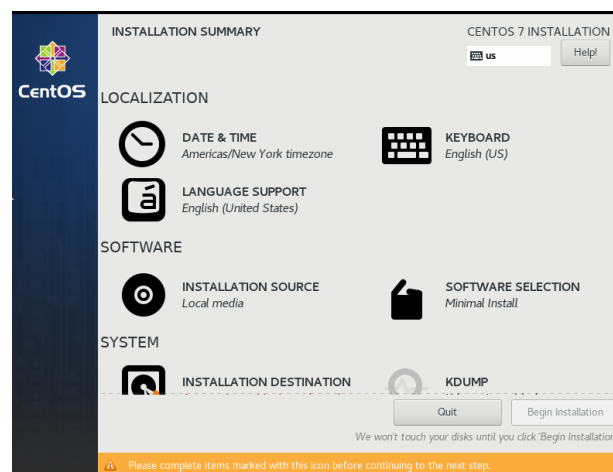 INSTALLATION SUMMARY
CENTOS 7 INSTALLATION
us
Help!
CentOS
LOCALIZATION
DATE & TIME
Americas/New York timezone
KEYBOARD
English (US)
LANGUAGE SUPPORT
English (United States)
SOFTWARE
INSTALLATION SOURCE
Local media
SOFTWARE SELECTION
Minimal Install
SYSTEM
INSTALLATION DESTINATION
KDUMP
Quit
Begin Installation
We won't touch your disks until you click 'Begin Installation
Please complete items marked with this icon before continuing to the next step.